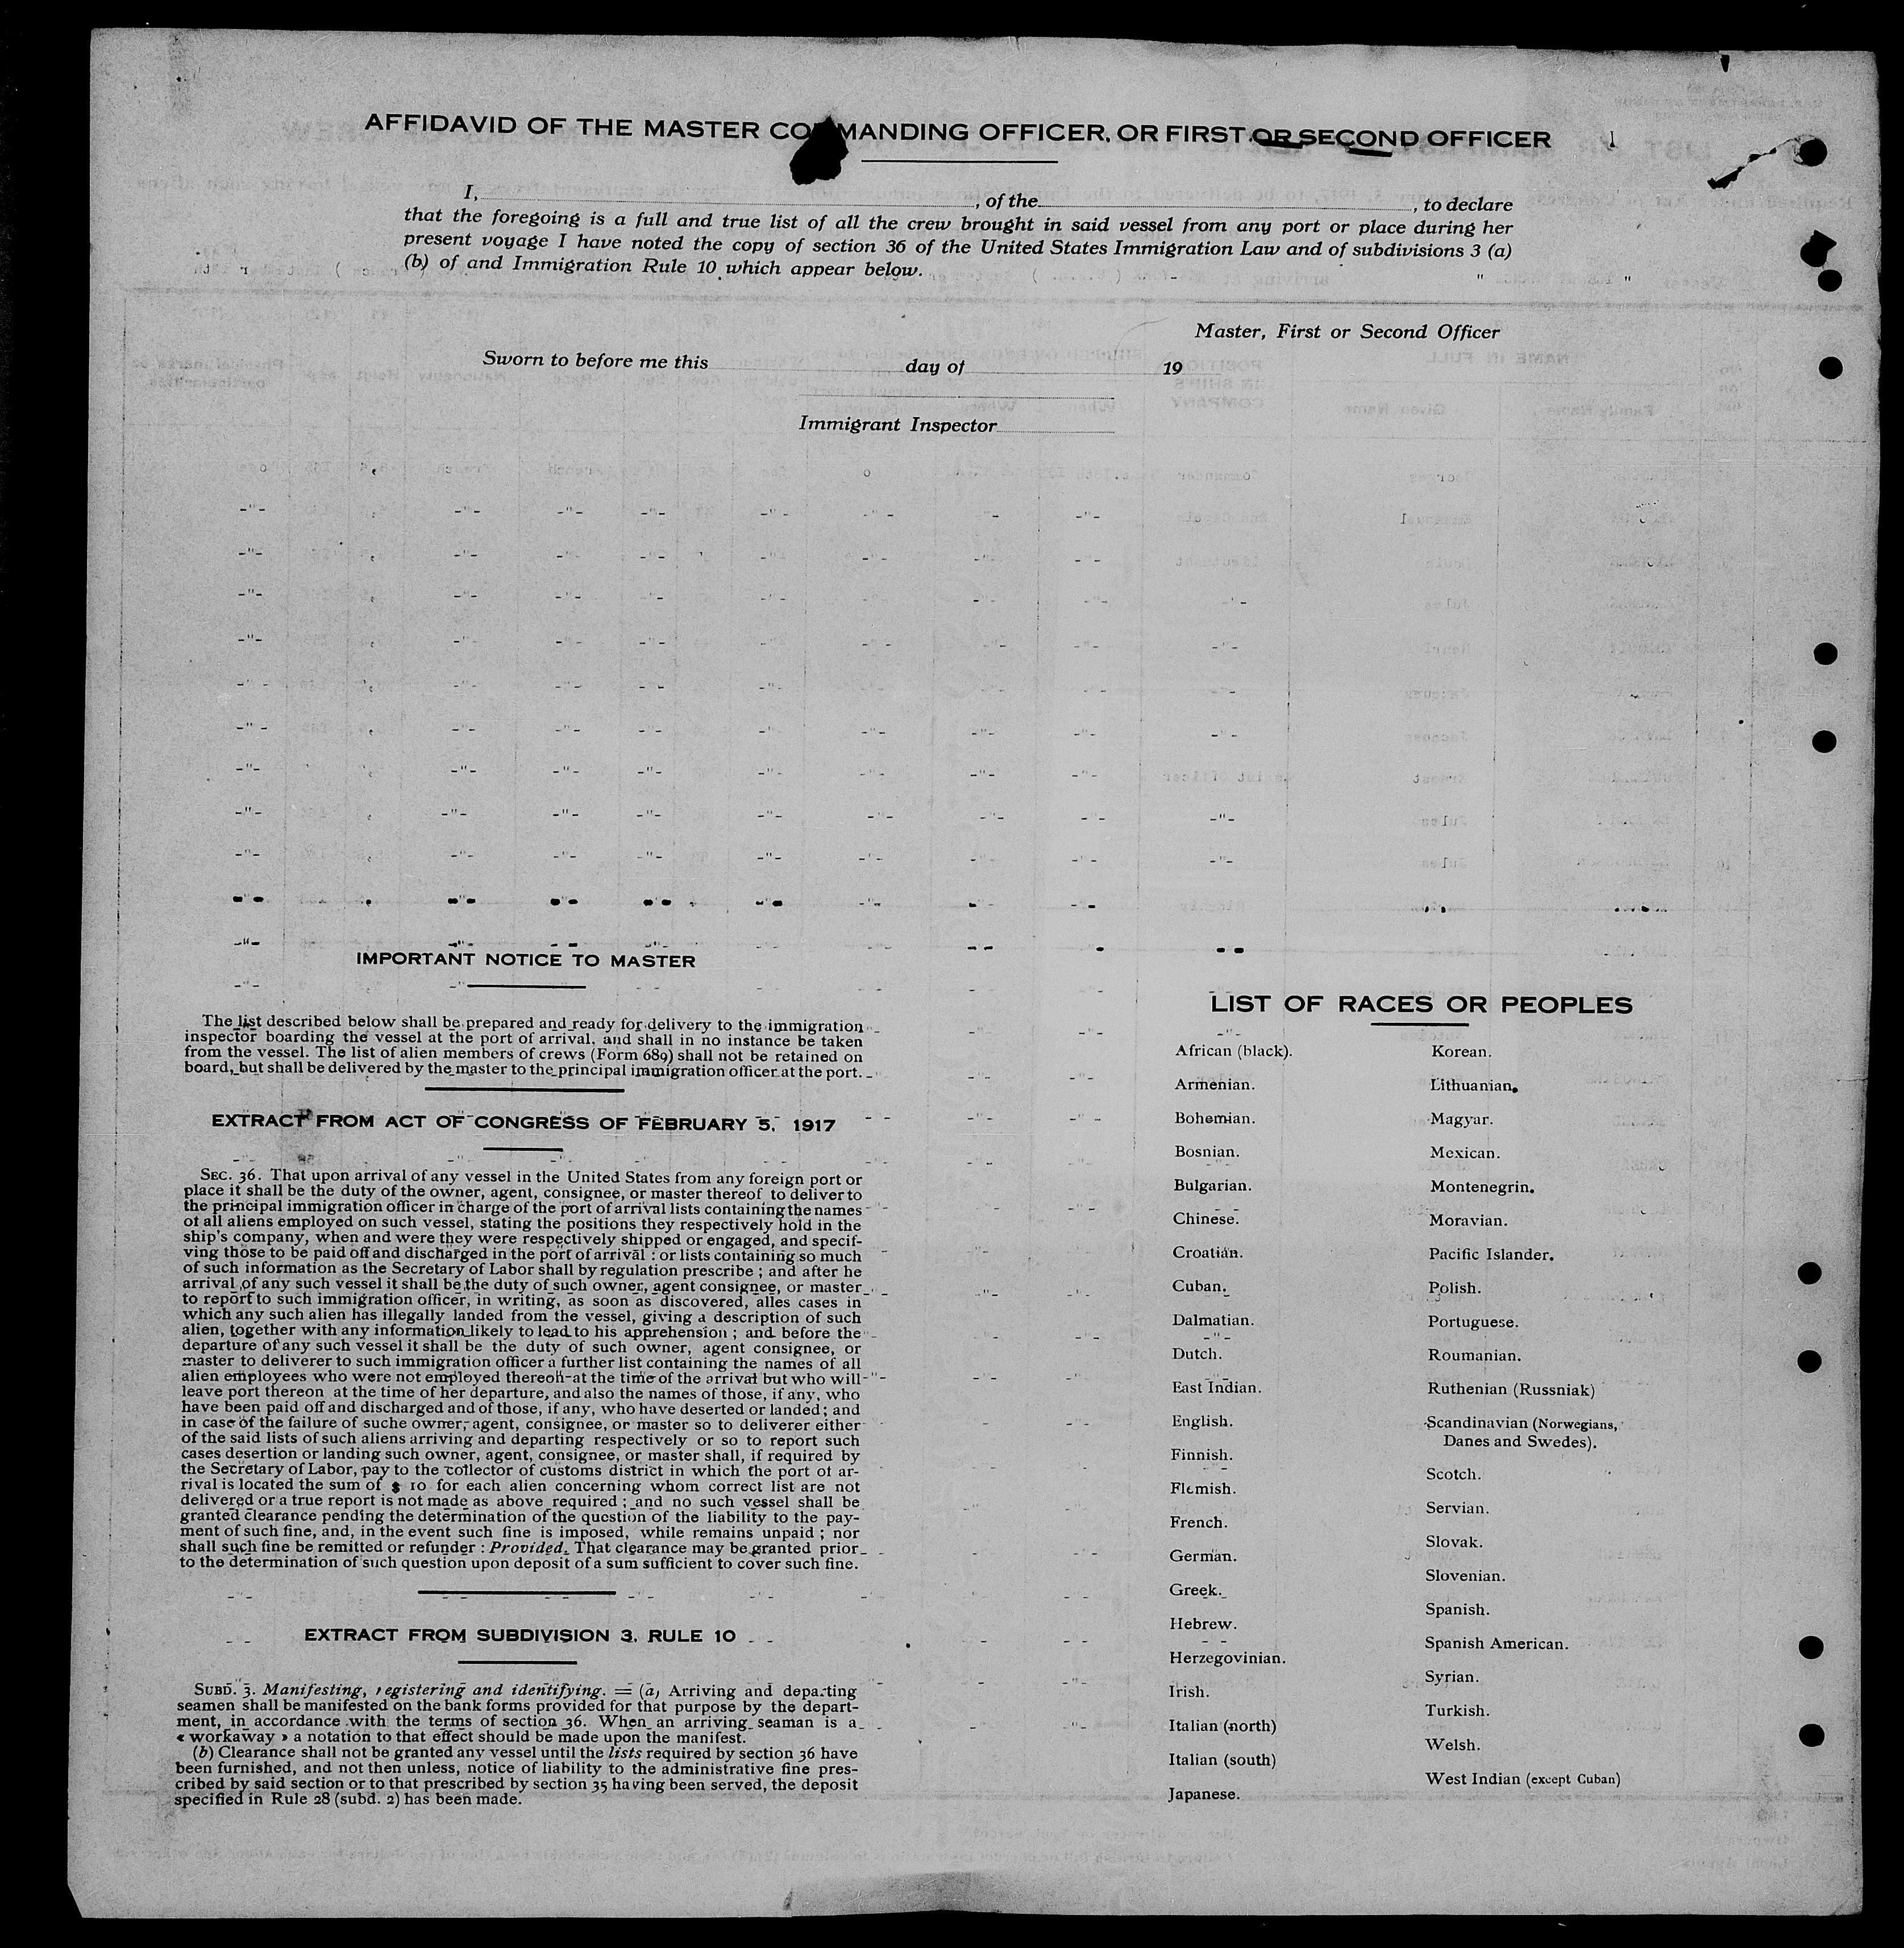 AFFIDAVID OF THE MASTER COMMANDING OFFICER, OR FIRST OR SECOND OFFICER
I, , of the , to declare
that the foregoing is a full and true list of all the crew brought in said vessel from any port or place during her
present voyage I have noted the copy of section 36 of the United States Immigration Law and of subdivisions 3 (a)
(b) of and Immigration Rule 10 which appear below.
Master, First or Second Officer
Sworn to before me this day of 19
Immigrant Inspector
IMPORTANT NOTICE TO MASTER
The list described below shall be prepared and ready for delivery to the immigration
inspector boarding the vessel at the port of arrival, and shall in no instance be taken
from the vessel. The list of alien members of crews (Form 689) shall not be retained on
board, but shall be delivered by the master to the principal immigration officer at the port.
EXTRACT FROM ACT OF CONGRESS OF FEBRUARY 5, 1917
SEC. 36. That upon arrival of any vessel in the United States from any foreign port or
place it shall be the duty of the owner, agent, consignee, or master thereof to deliver to
the principal immigration officer in charge of the port of arrival lists containing the names
of all aliens employed on such vessel, stating the positions they respectively hold in the
ship's company, when and were they were respectively shipped or engaged, and specif-
ving those to be paid off and discharged in the port of arrival : or lists containing so much
of such information as the Secretary of Labor shall by regulation prescribe ; and after he
arrival of any such vessel it shall be the duty of such owner, agent consignee, or master
to report to such immigration officer, in writing, as soon as discovered, alles cases in
which any such alien has illegally landed from the vessel, giving a description of such
alien, together with any information likely to lead to his apprehension ; and before the
departure of any such vessel it shall be the duty of such owner, agent consignee, or
master to deliverer to such immigration officer a further list containing the names of all
alien employees who were not employed thereon at the time of the arrival but who will
leave port thereon at the time of her departure, and also the names of those, if any, who
have been paid off and discharged and of those, if any, who have deserted or landed ; and
in case of the failure of suche owner, agent, consignee, or master so to deliverer either
of the said lists of such aliens arriving and departing respectively or so to report such
cases desertion or landing such owner, agent, consignee, or master shall, if required by
the Secretary of Labor, pay to the collector of customs district in which the port of ar-
rival is located the sum of $ 10 for each alien concerning whom correct list are not
delivered or a true report is not made as above required ; and no such vessel shall be
granted clearance pending the determination of the question of the liability to the pay-
ment of such fine, and, in the event such fine is imposed, while remains unpaid ; nor
shall such fine be remitted or refunder : Provided. That clearance may be granted prior
to the determination of such question upon deposit of a sum sufficient to cover such fine.
EXTRACT FROM SUBDIVISION 3, RULE 10
SUBD. 3. Manifesting, registering and identifying. = (a) Arriving and departing
seamen shall be manifested on the bank forms provided for that purpose by the depart-
ment, in accordance with the terms of section 36. When an arriving seaman is a
« workaway » a notation to that effect should be made upon the manifest.
(b) Clearance shall not be granted any vessel until the lists required by section 36 have
been furnished, and not then unless, notice of liability to the administrative fine pres-
cribed by said section or to that prescribed by section 35 having been served, the deposit
specified in Rule 28 (subd. 2) has been made.
LIST OF RACES OR PEOPLES
African (black).
Armenian.
Bohemian.
Bosnian.
Bulgarian.
Chinese.
Croatian.
Cuban.
Dalmatian.
Dutch.
East Indian.
English.
Finnish.
Flemish.
French.
German.
Greek.
Hebrew.
Herzegovinian.
Irish.
Italian (north)
Italian (south)
Japanese.
Korean.
Lithuanian.
Magyar.
Mexican.
Montenegrin.
Moravian.
Pacific Islander.
Polish.
Portuguese.
Roumanian.
Ruthenian (Russniak)
Scandinavian (Norwegians,
Danes and Swedes).
Scotch.
Servian.
Slovak.
Slovenian.
Spanish.
Spanish American.
Syrian.
Turkish.
Welsh.
West Indian (except Cuban)